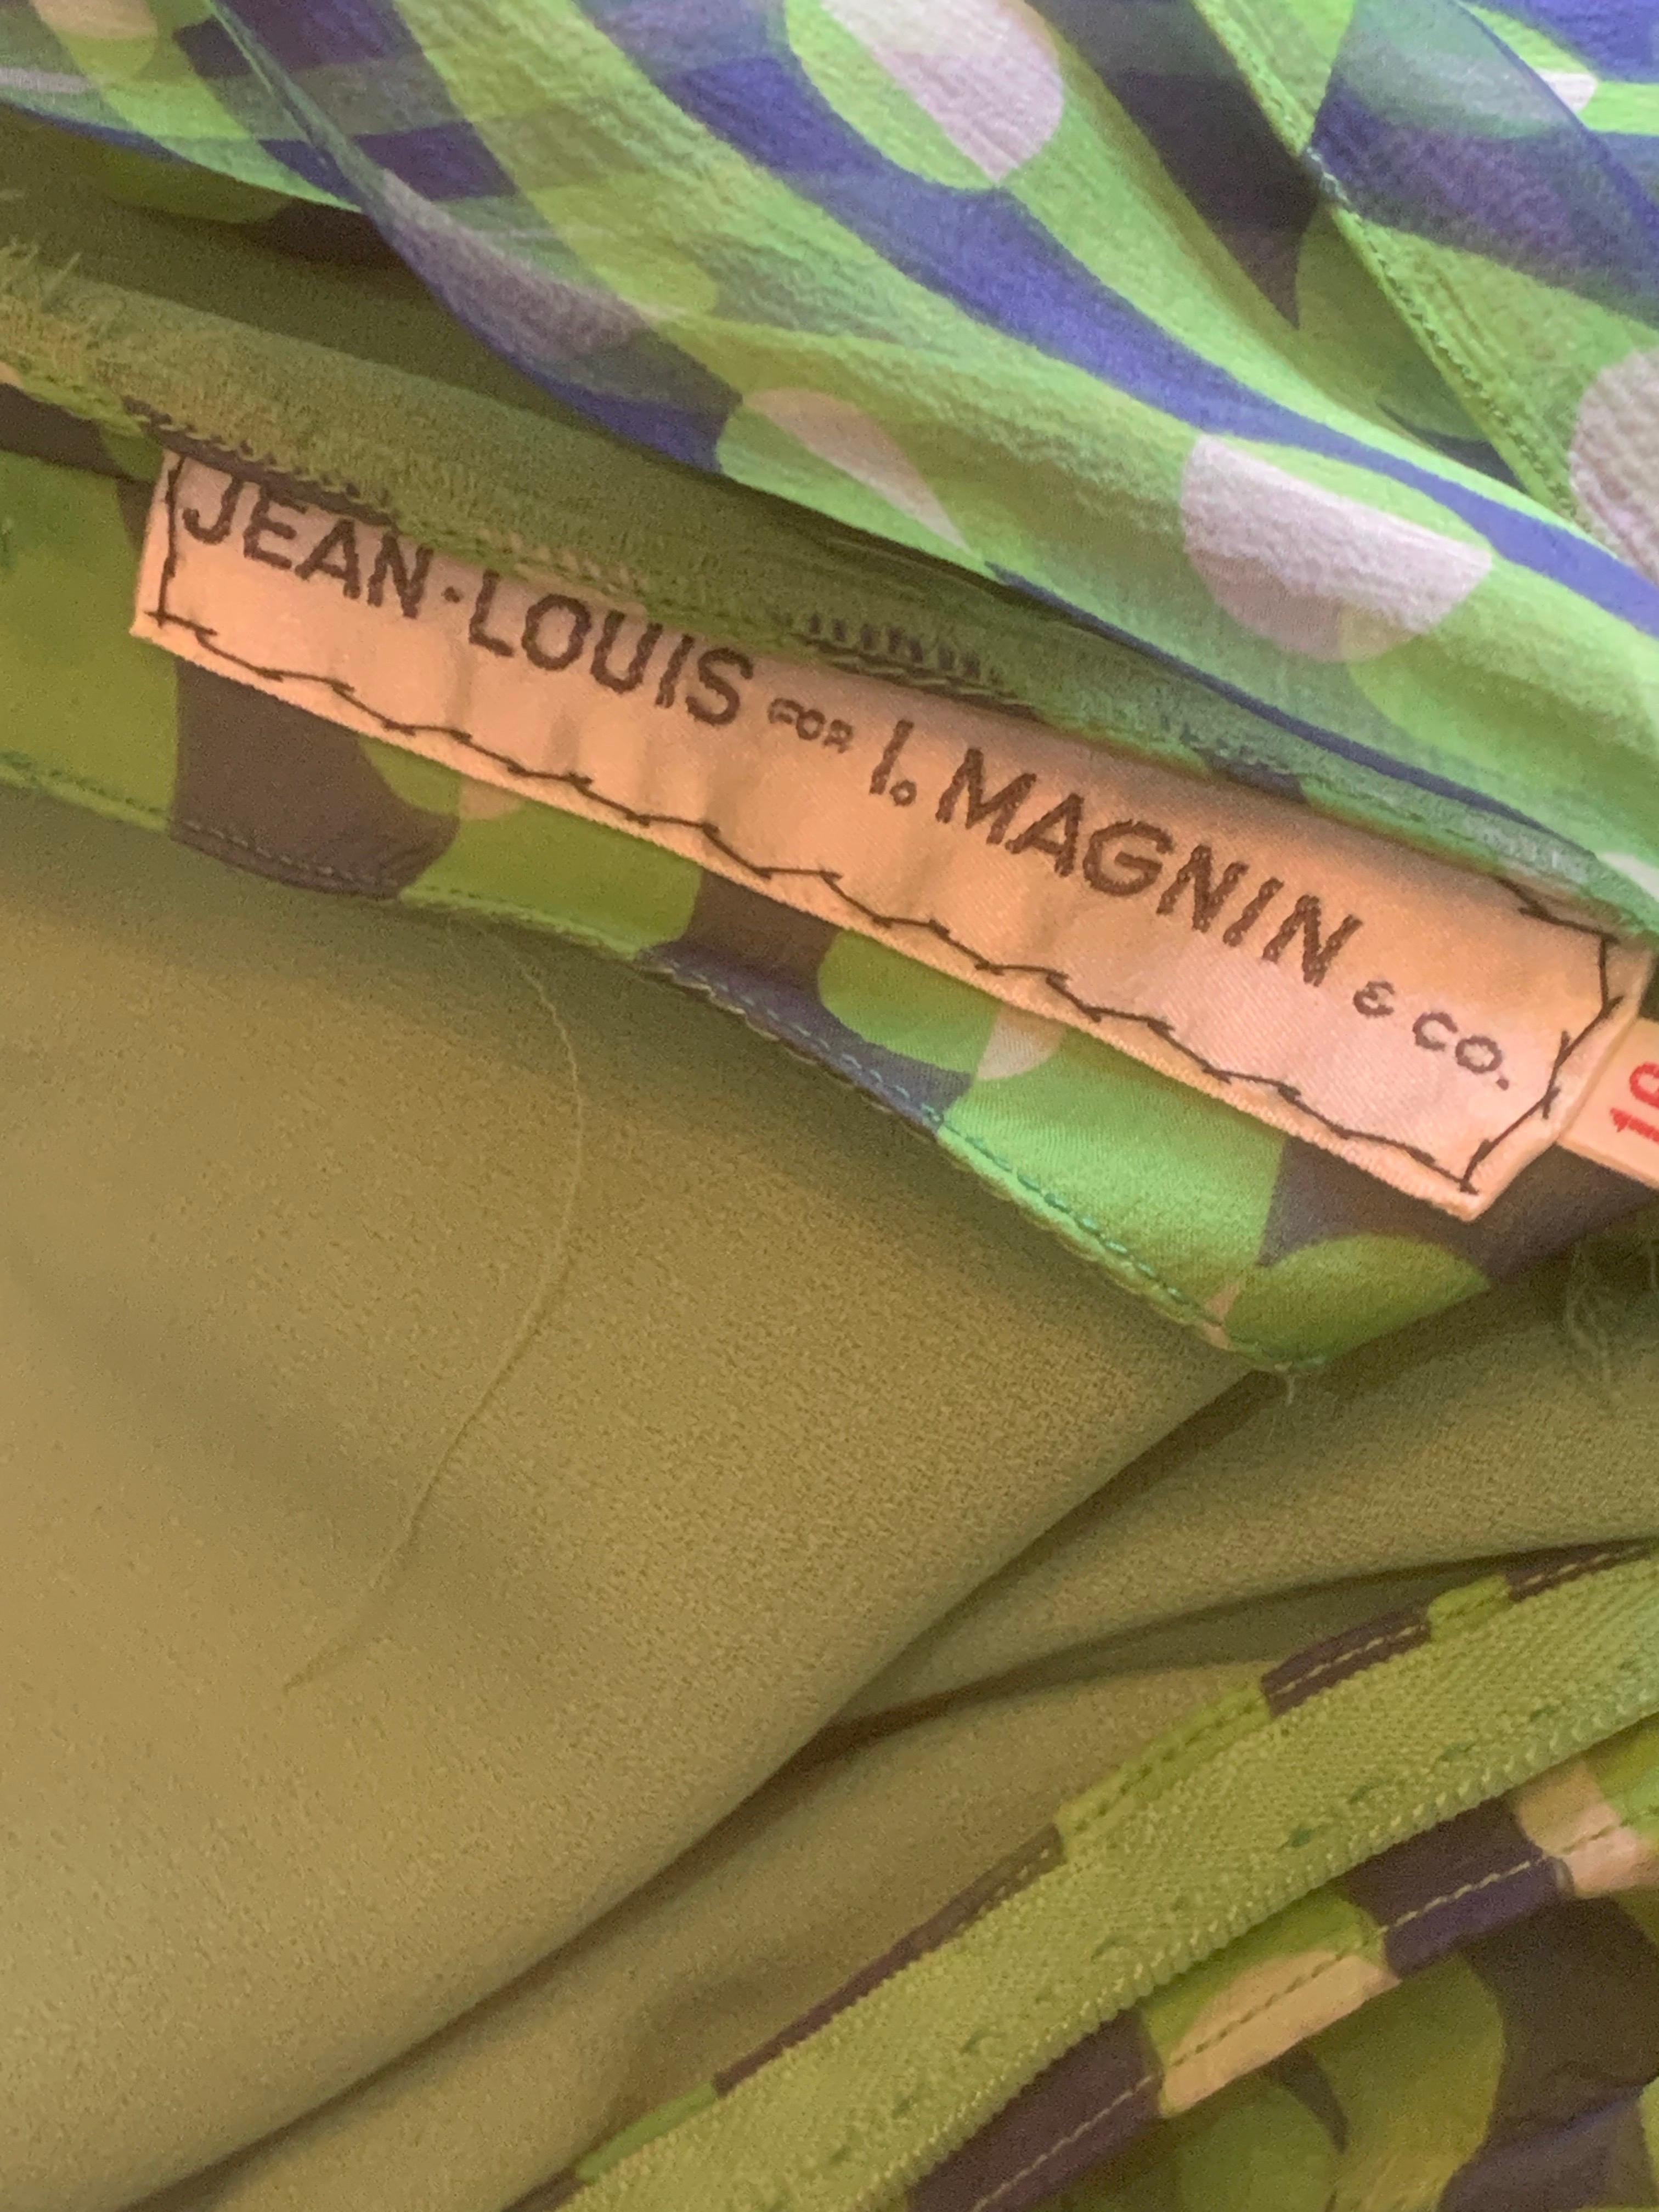 JEAN·LOUIS FOR I. MAGNIN & CO.